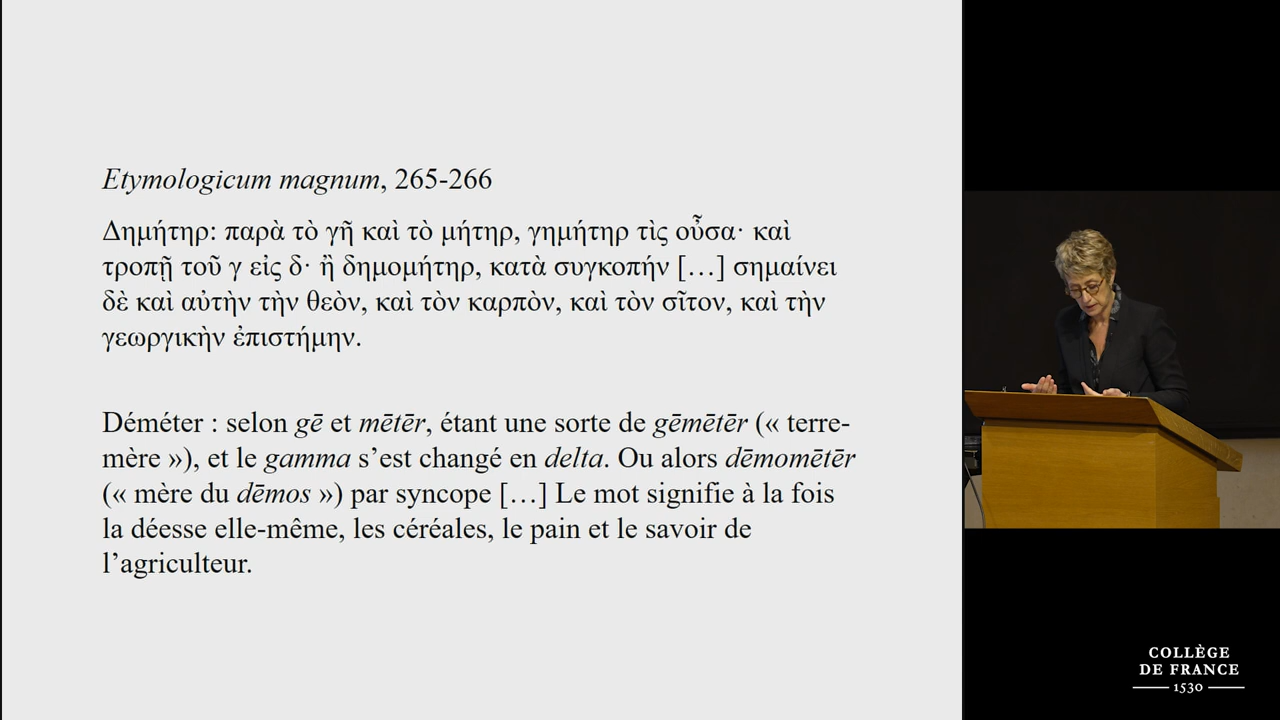 Etymologicum magnum, 265-266
Δημήτηρ: παρὰ τὸ γῆ καὶ τὸ μήτηρ, γημήτηρ τὶς οὖσα· καὶ
τροπῇ τοῦ γ εἰς δ· ἢ δημομήτηρ, κατὰ συγκοπήν […] σημαίνει
δὲ καὶ αὐτὴν τὴν θεὸν, καὶ τὸν καρπὸν, καὶ τὸν σῖτον, καὶ τὴν
γεωργικὴν ἐπιστήμην.
Déméter : selon gē et mētēr, étant une sorte de gēmētēr (« terre-
mère »), et le gamma s’est changé en delta. Ou alors dēmomētēr
(« mère du dēmos ») par syncope […] Le mot signifie à la fois
la déesse elle-même, les céréales, le pain et le savoir de
l’agriculteur.
COLLÈGE
DE FRANCE
1530